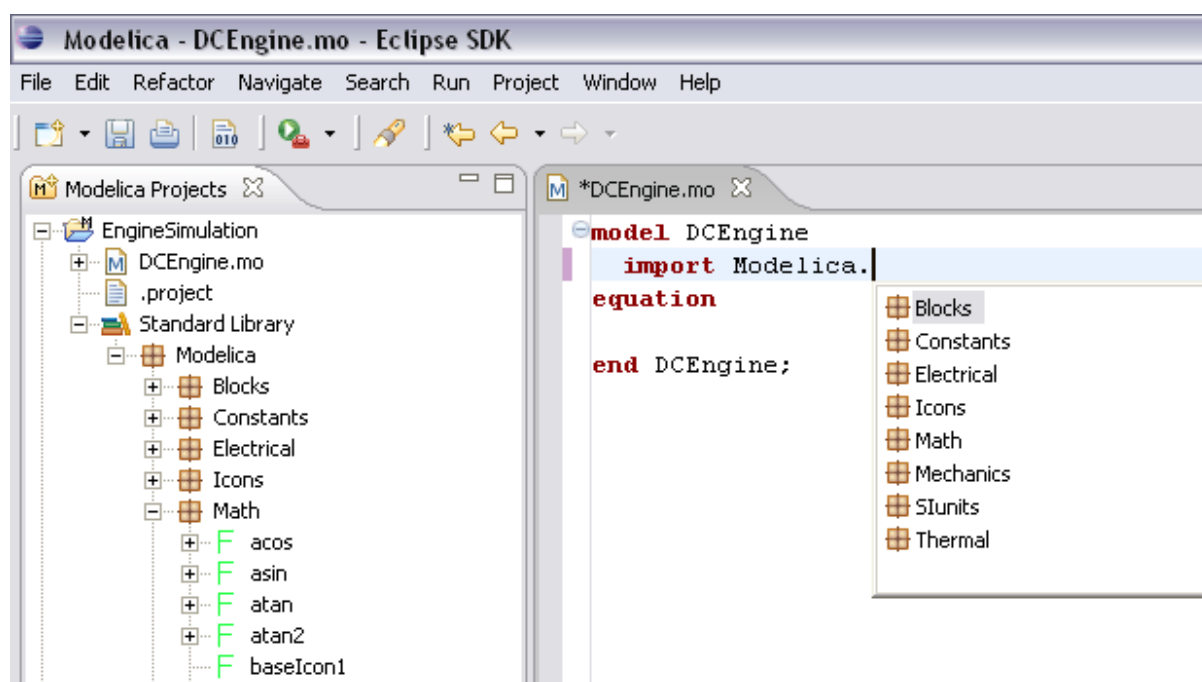 Modelica - DCEngine.mo - Eclipse SDK
File Edit Refactor Navigate Search Run Project Window Help
010
Modelica Projects
EngineSimulation
DCEngine.mo
.project
Standard Library
Modelica
Blocks
Constants
Electrical
Icons
Math
F acos
F asin
F atan
F atan2
F baseIcon1
M *DCEngine.mo
model DCEngine
import Modelica.
equation
end DCEngine;
Blocks
Constants
Electrical
Icons
Math
Mechanics
SIunits
Thermal